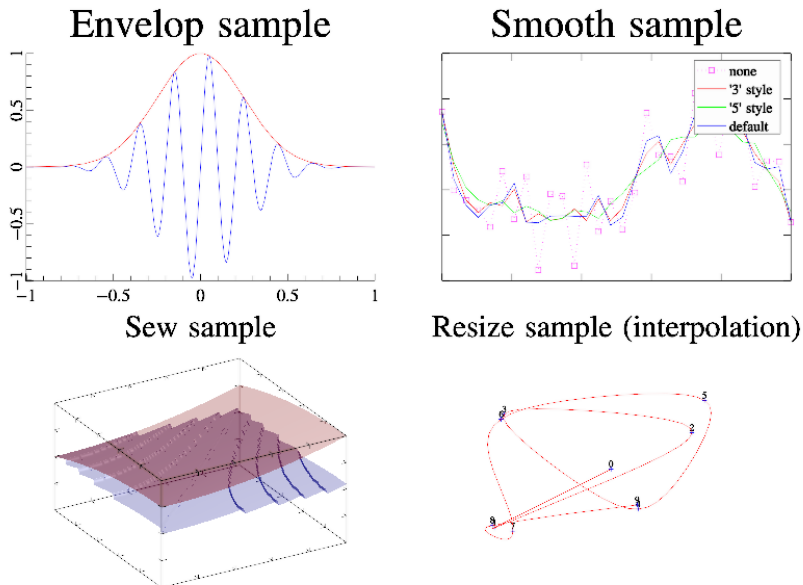 Envelop sample
Smooth sample
1
0.5
0
−0.5
−1
−1
−0.5
0
0.5
1
none
'3' style
'5' style
default
Sew sample
Resize sample (interpolation)
5
2
0